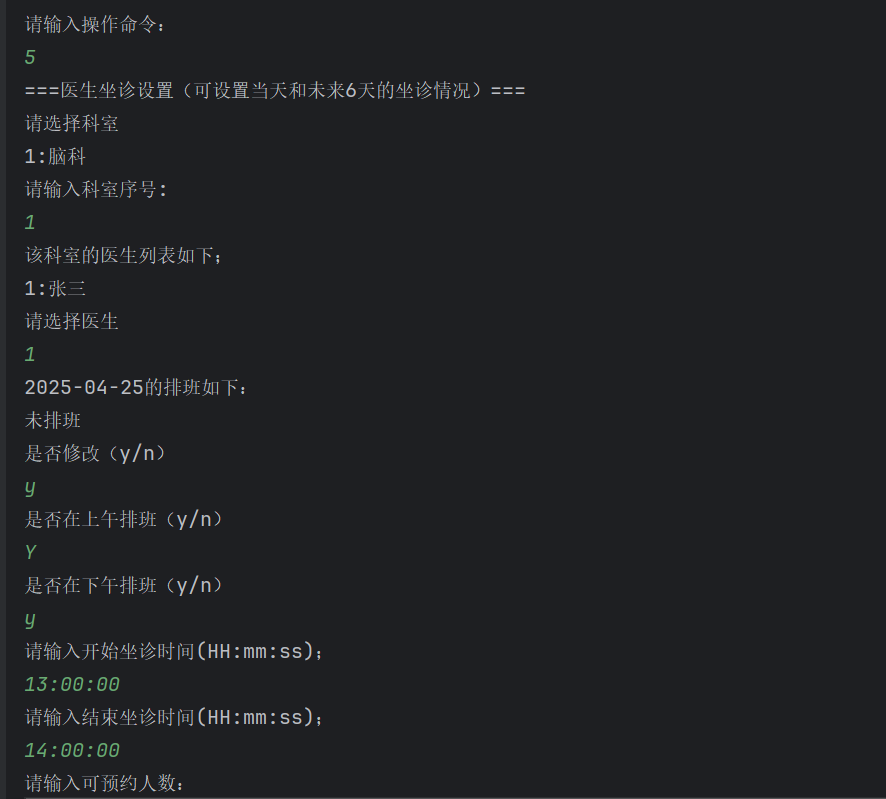 请输入操作命令：
5
===医生坐诊设置（可设置当天和未来6天的坐诊情况）===
请选择科室
1:脑科
请输入科室序号:
1
该科室的医生列表如下；
1:张三
请选择医生
1
2025-04-25的排班如下：
未排班
是否修改（y/n）
y
是否在上午排班（y/n）
Y
是否在下午排班（y/n）
y
请输入开始坐诊时间(HH:mm:ss)；
13:00:00
请输入结束坐诊时间(HH:mm:ss)；
14:00:00
请输入可预约人数：